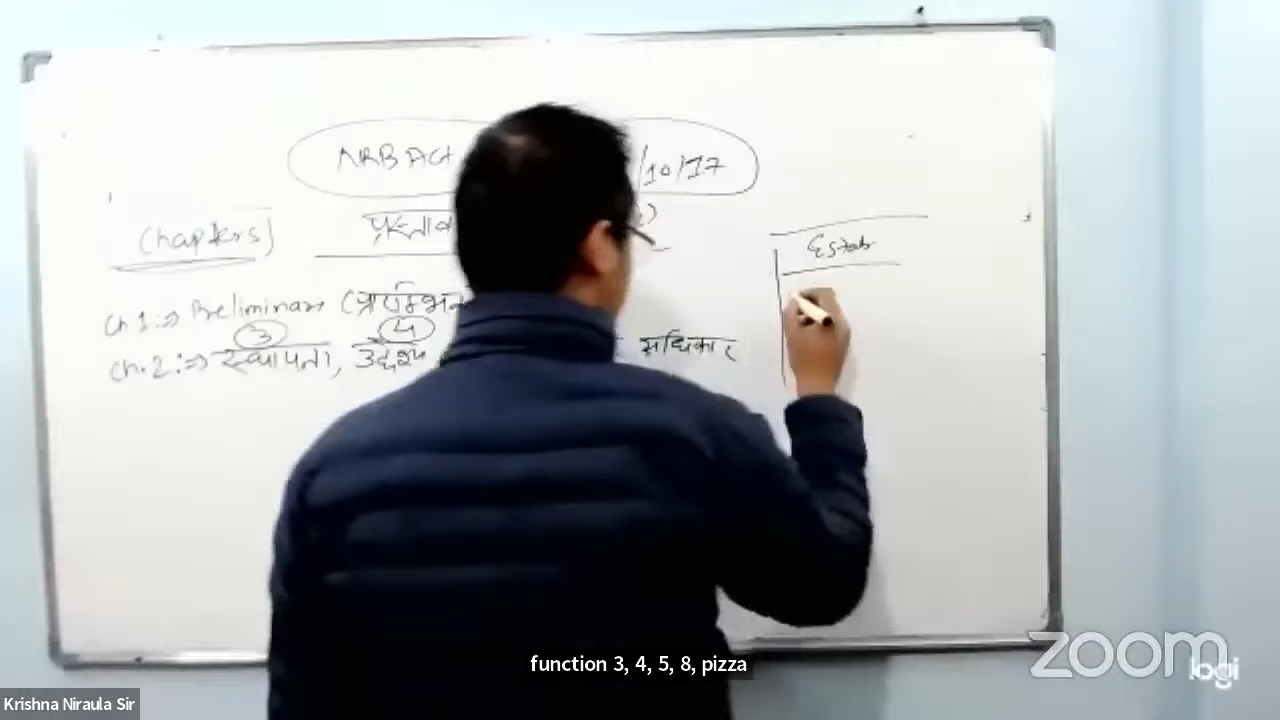 NRB Act /10/17
Chapters)
प्रस्ताव
Estab
Ch 1:⇒ Preliminary (प्रारम्भिक
3 4
Ch. 2:⇒ स्थापना, उद्देश्य अधिकार
function 3, 4, 5, 8, pizza
zoom
logi
Krishna Niraula Sir